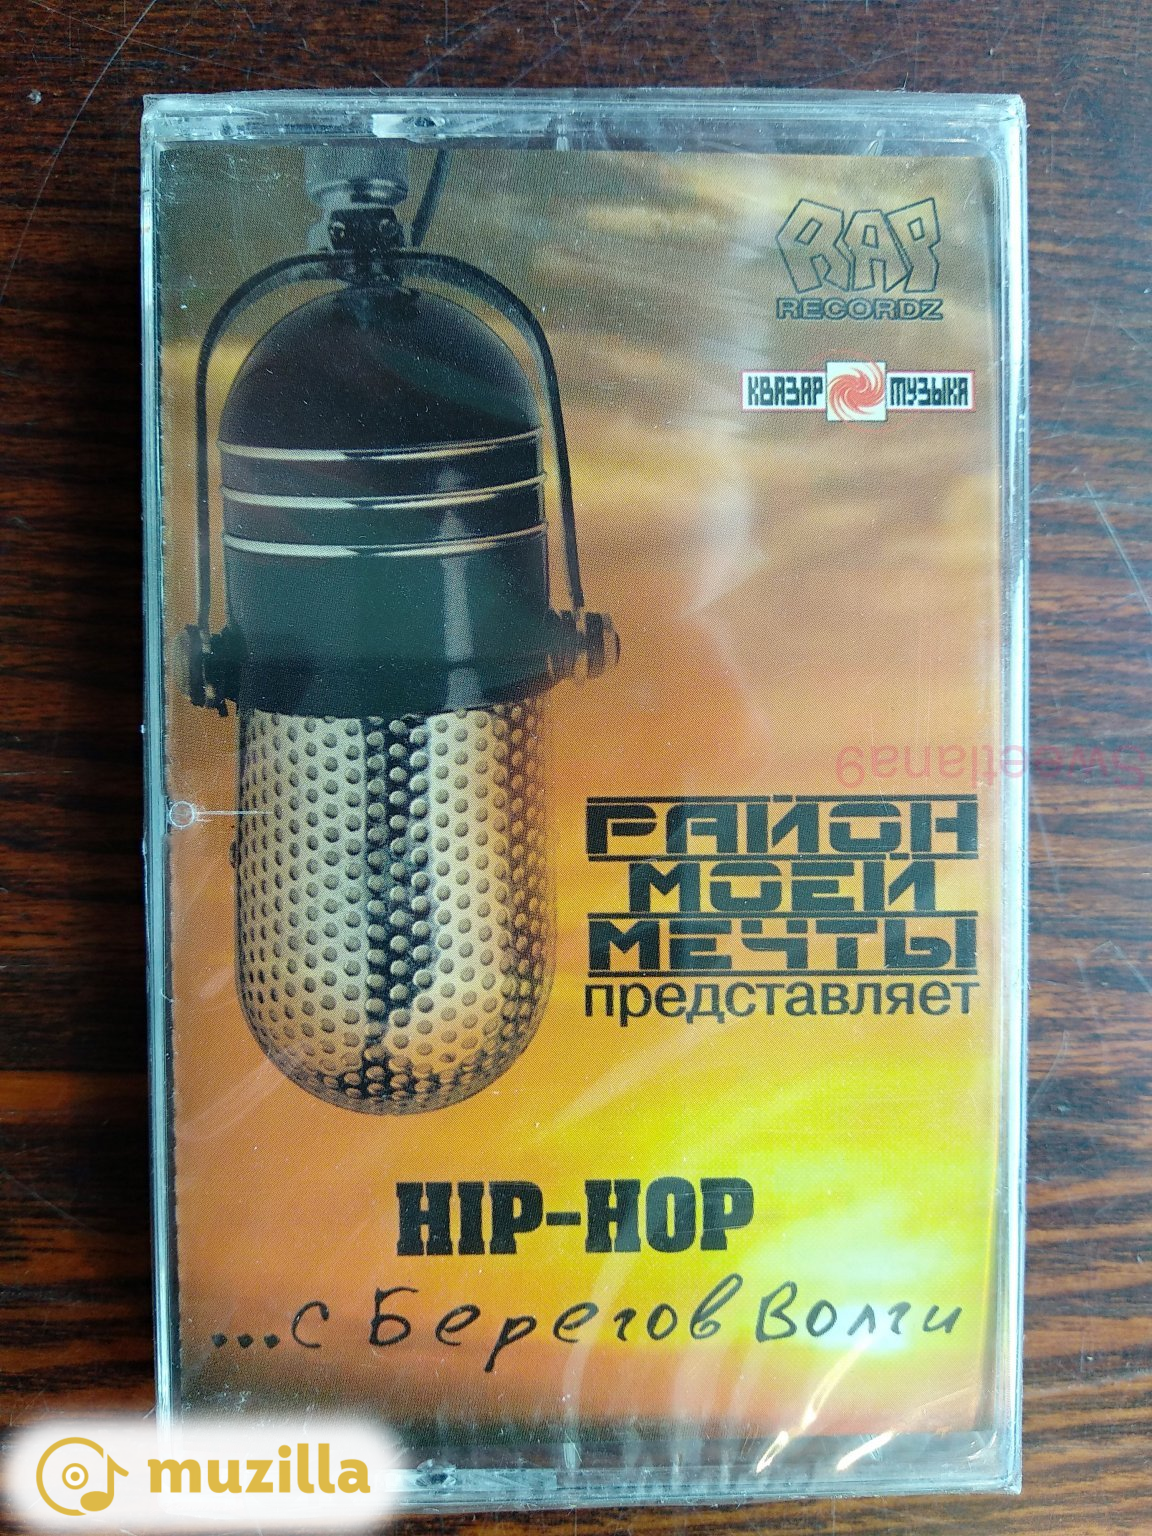 RAP
RECORDZ
КВАЗАР МУЗЫКА
Sweetlana9
РАЙОН
МОЕЙ
МЕЧТЫ
представляет
HIP-HOP
...с Берегов Волги
muzilla